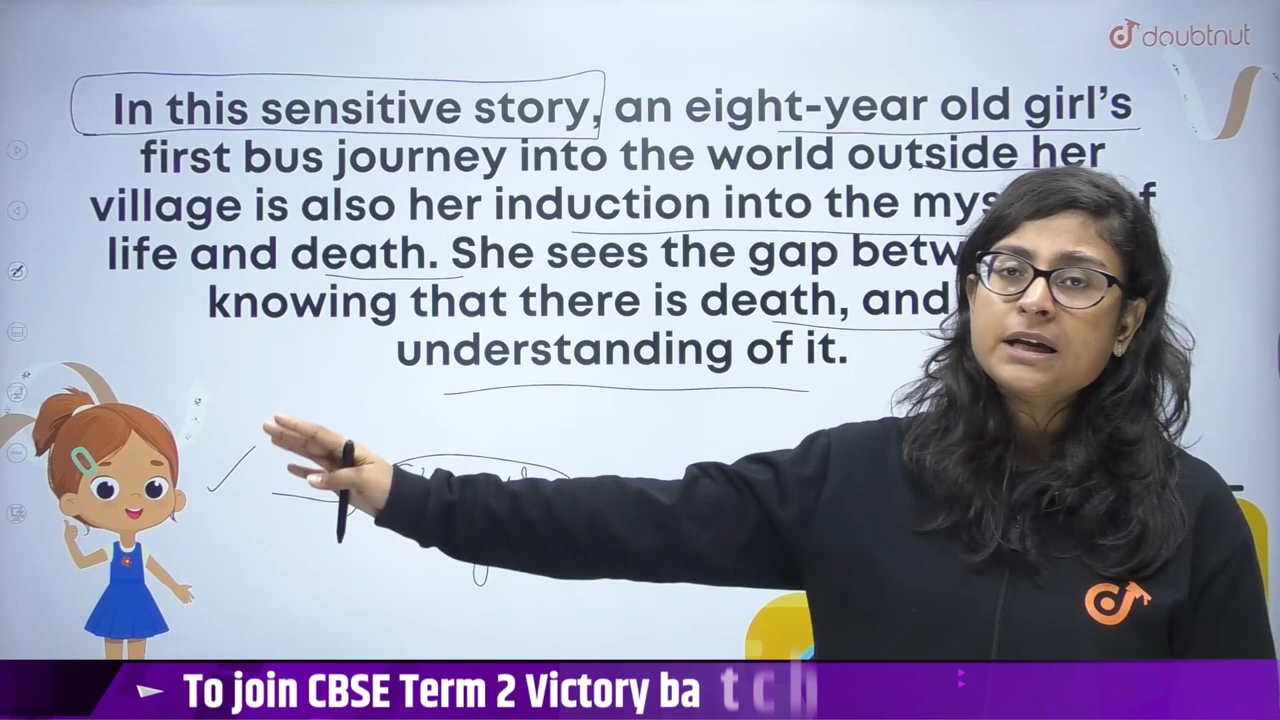 doubtnut
In this sensitive story, an eight-year old girl's
first bus journey into the world outside her
village is also her induction into the of
life and death. She sees the gap
knowing that there is death, and
understanding of it.
To join CBSE Term 2 Victory ba t c h